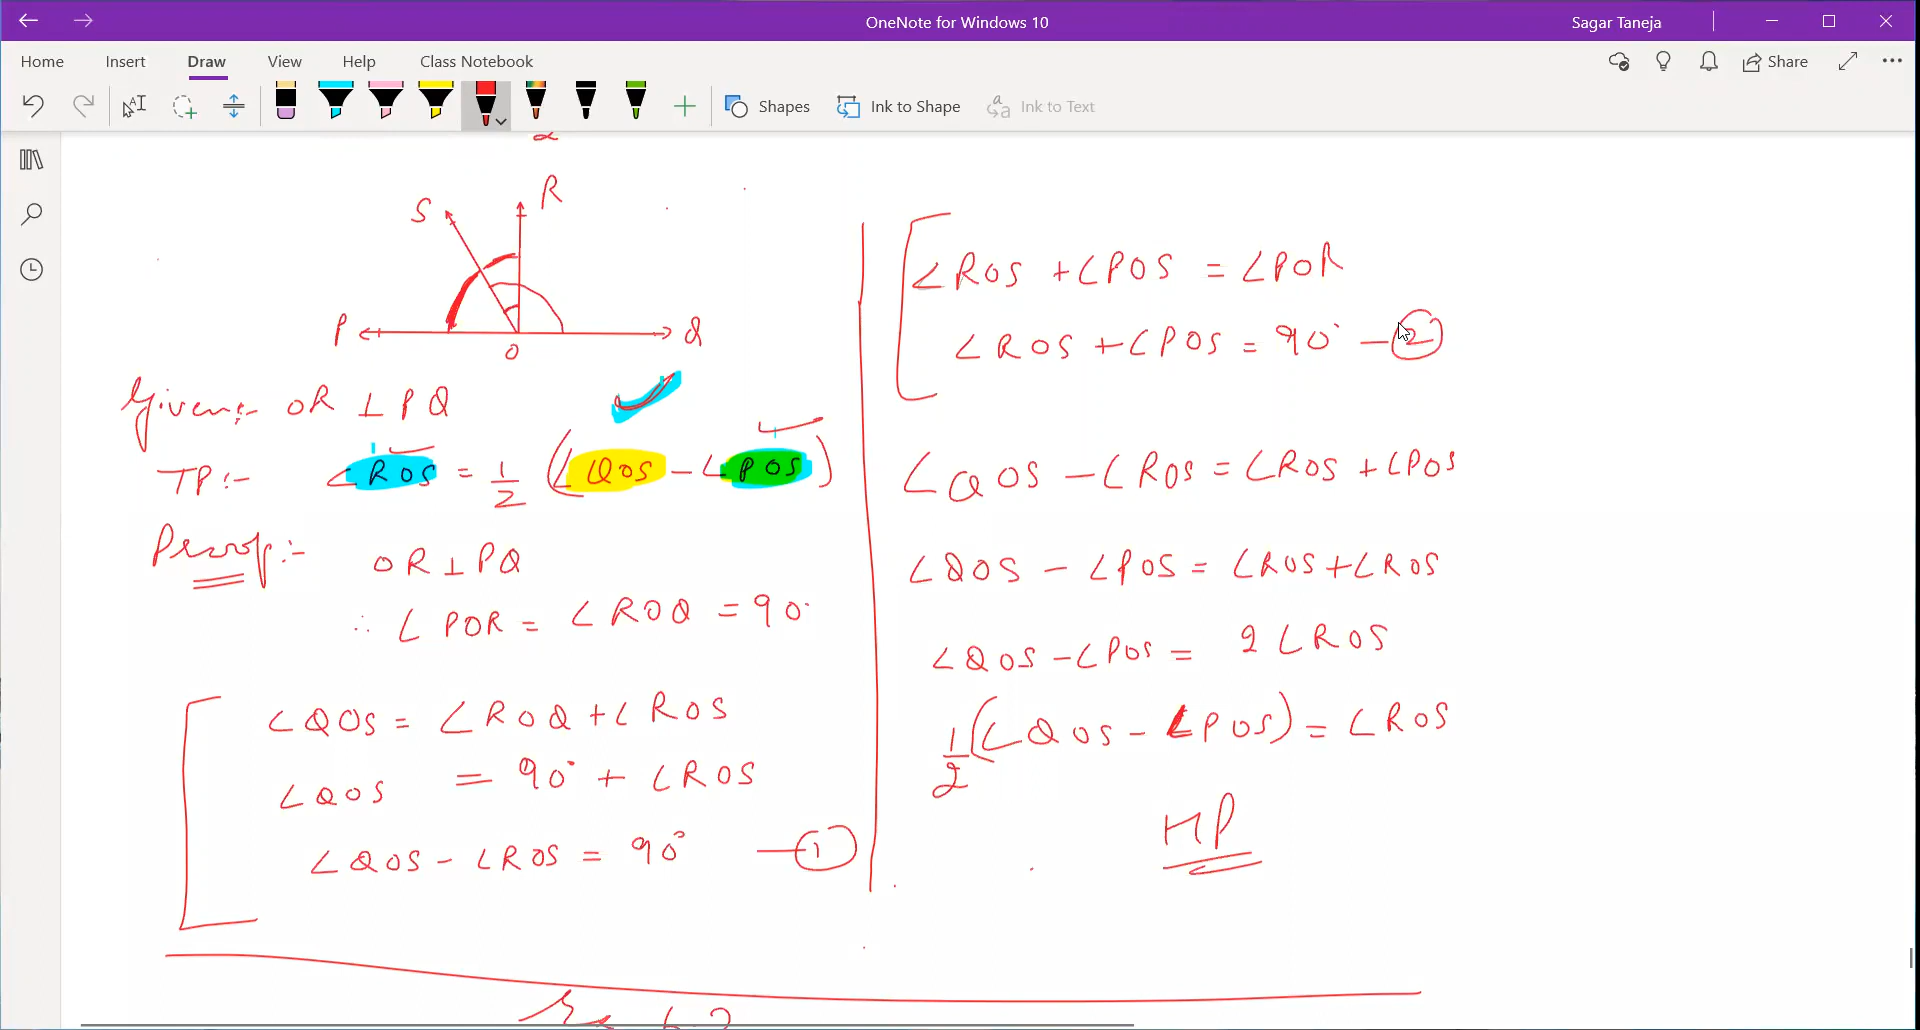 OneNote for Windows 10
Sagar Taneja
Home Insert Draw View Help Class Notebook Share
Shapes Ink to Shape Ink to Text
α
S R
P Q
O
Given:- OR ⊥ PQ
TP:- ∠ROS = 1/2 (∠QOS - ∠POS)
Proof:- OR ⊥ PQ
∴ ∠POR = ∠ROQ = 90°
∠QOS = ∠ROQ + ∠ROS
∠QOS = 90° + ∠ROS
∠QOS - ∠ROS = 90° —①
∠ROS + ∠POS = ∠POR
∠ROS + ∠POS = 90° —②
∠QOS - ∠ROS = ∠ROS + ∠POS
∠QOS - ∠POS = ∠ROS + ∠ROS
∠QOS - ∠POS = 2∠ROS
1/2 (∠QOS - ∠POS) = ∠ROS
HP